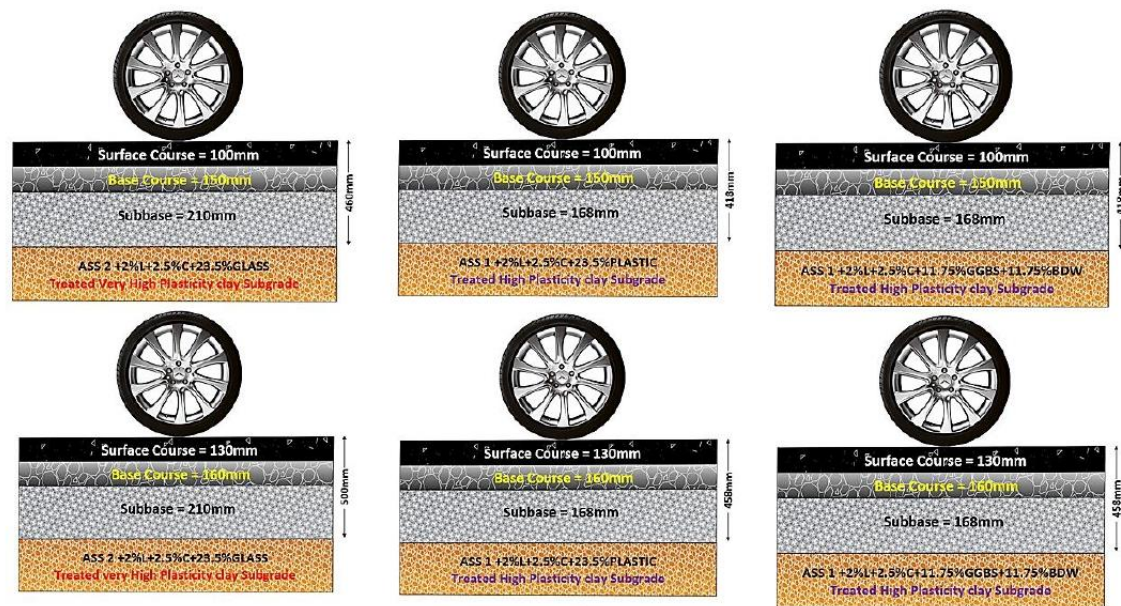 Surface Course = 100mm
Base Course = 150mm
Subbase = 210mm
460mm
ASS 2 +2%L+2.5%C+23.5%GLASS
Treated Very High Plasticity clay Subgrade
Surface Course = 100mm
Base Course = 150mm
Subbase = 168mm
418mm
ASS 1 +2%L+2.5%C+23.5%PLASTIC
Treated High Plasticity clay Subgrade
Surface Course = 100mm
Base Course = 150mm
Subbase = 168mm
418mm
ASS 1 +2%L+2.5%C+11.75%GGBS+11.75%BDW
Treated High Plasticity clay Subgrade
Surface Course = 130mm
Base Course = 160mm
Subbase = 210mm
500mm
ASS 2 +2%L+2.5%C+23.5%GLASS
Treated very High Plasticity clay Subgrade
Surface Course = 130mm
Base Course = 160mm
Subbase = 168mm
458mm
ASS 1 +2%L+2.5%C+23.5%PLASTIC
Treated High Plasticity clay Subgrade
Surface Course = 130mm
Base Course = 160mm
Subbase = 168mm
458mm
ASS 1 +2%L+2.5%C+11.75%GGBS+11.75%BDW
Treated High Plasticity clay Subgrade